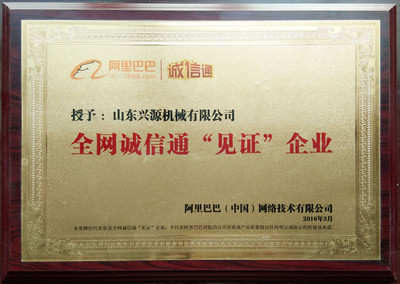 阿里巴巴 诚信通
1688.com
授予：山东兴源机械有限公司
全网诚信通“见证”企业
阿里巴巴（中国）网络技术有限公司
2016年3月